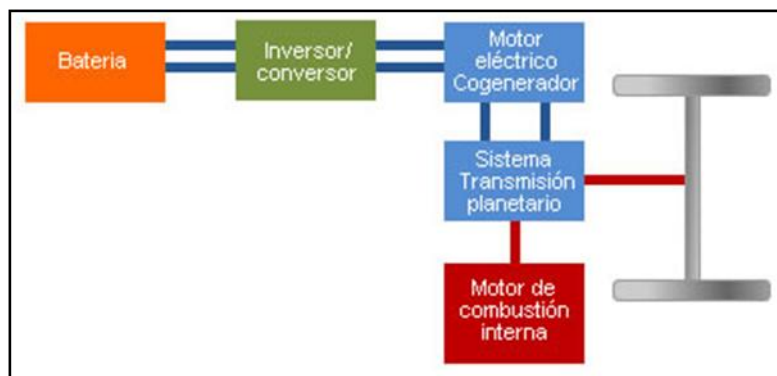 Bateria
Inversor/
conversor
Motor
eléctrico
Cogenerador
Sistema
Transmisión
planetario
Motor de
combustión
interna